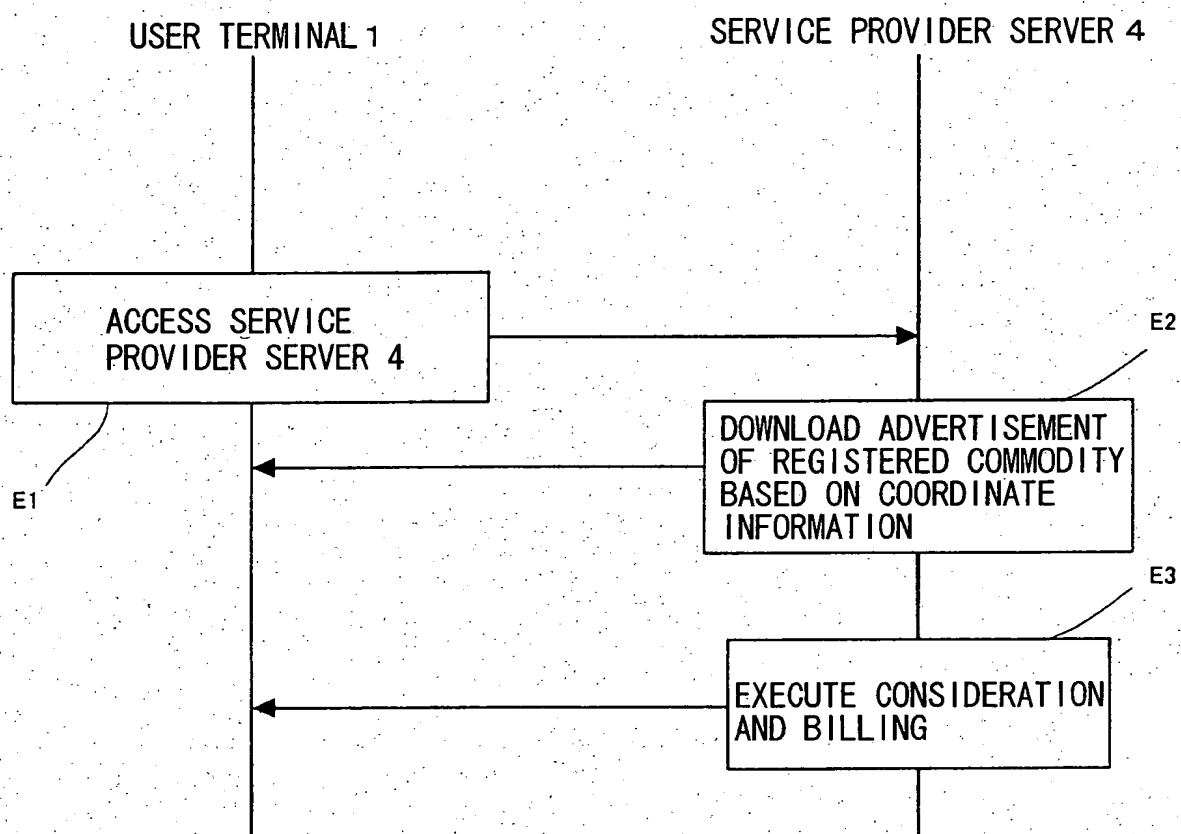 USER TERMINAL 1
SERVICE PROVIDER SERVER 4
ACCESS SERVICE
PROVIDER SERVER 4
E1
E2
DOWNLOAD ADVERTISEMENT
OF REGISTERED COMMODITY
BASED ON COORDINATE
INFORMATION
E3
EXECUTE CONSIDERATION
AND BILLING